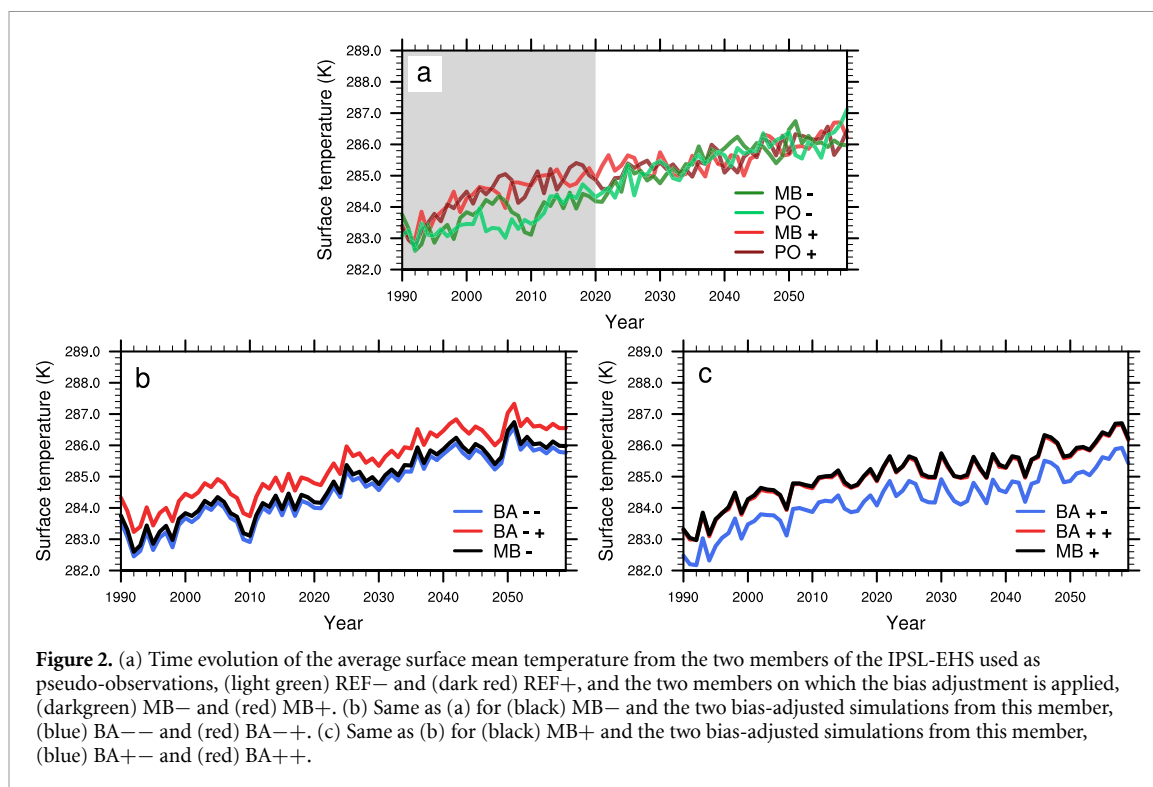 a
Surface temperature (K)
289.0
288.0
287.0
286.0
285.0
284.0
283.0
282.0
MB -
PO -
MB +
PO +
1990 2000 2010 2020 2030 2040 2050
Year
b
Surface temperature (K)
289.0
288.0
287.0
286.0
285.0
284.0
283.0
282.0
BA - -
BA - +
MB -
1990 2000 2010 2020 2030 2040 2050
Year
c
Surface temperature (K)
289.0
288.0
287.0
286.0
285.0
284.0
283.0
282.0
BA + -
BA + +
MB +
1990 2000 2010 2020 2030 2040 2050
Year
Figure 2. (a) Time evolution of the average surface mean temperature from the two members of the IPSL-EHS used as
pseudo-observations, (light green) REF− and (dark red) REF+, and the two members on which the bias adjustment is applied,
(darkgreen) MB− and (red) MB+. (b) Same as (a) for (black) MB− and the two bias-adjusted simulations from this member,
(blue) BA−− and (red) BA−+. (c) Same as (b) for (black) MB+ and the two bias-adjusted simulations from this member,
(blue) BA+− and (red) BA++.